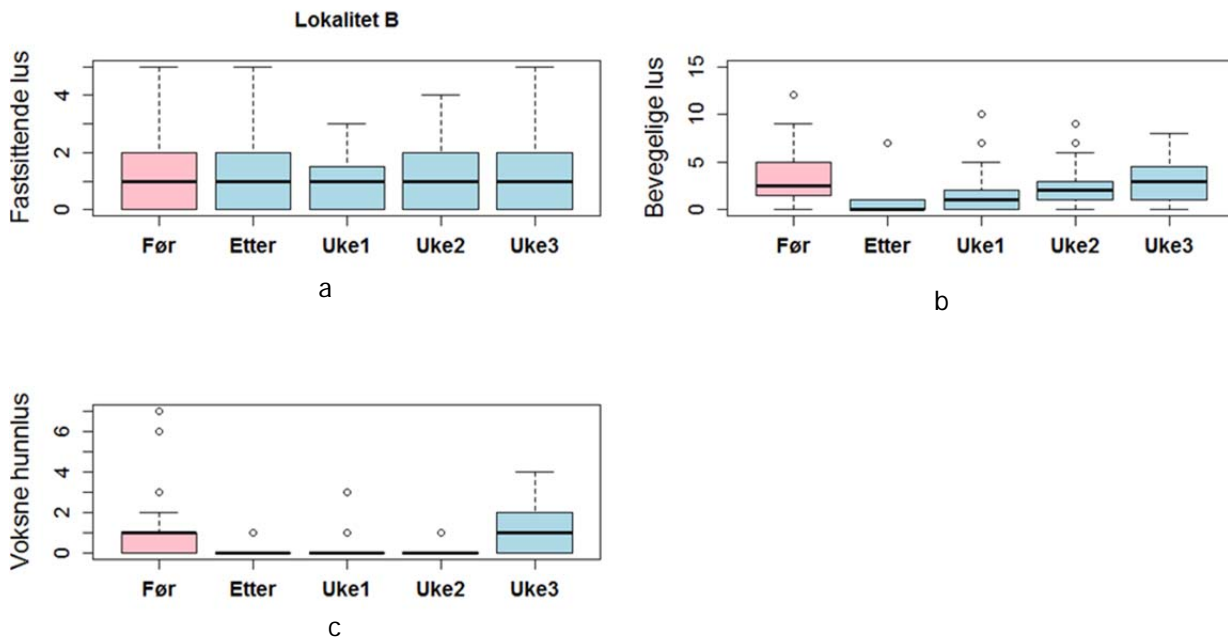 Lokalitet B
Fastsittende lus
0
2
4
Før
Etter
Uke1
Uke2
Uke3
a
Bevegelige lus
0
5
10
15
Før
Etter
Uke1
Uke2
Uke3
b
Voksne hunnlus
0
2
4
6
Før
Etter
Uke1
Uke2
Uke3
c